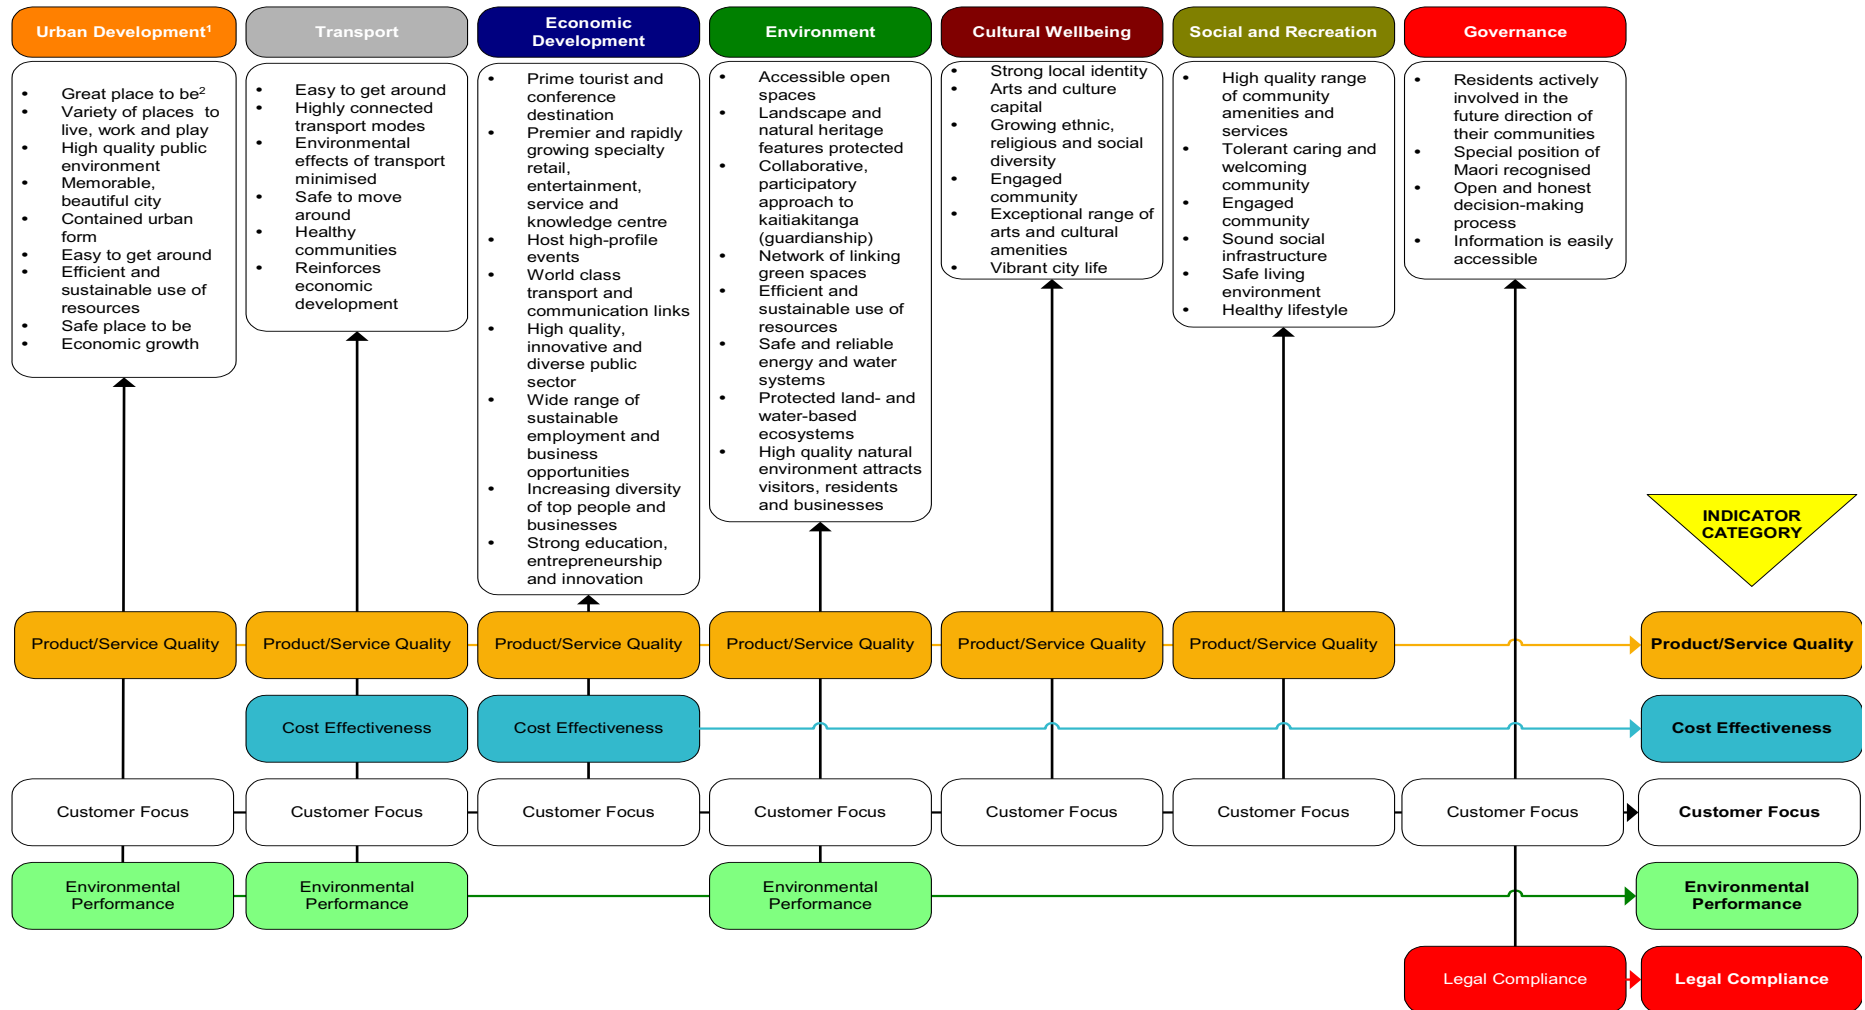 Urban Development¹
Transport
Economic
Development
Environment
Cultural Wellbeing
Social and Recreation
Governance
• Great place to be²
• Variety of places to
live, work and play
• High quality public
environment
• Memorable,
beautiful city
• Contained urban
form
• Easy to get around
• Efficient and
sustainable use of
resources
• Safe place to be
• Economic growth
• Easy to get around
• Highly connected
transport modes
• Environmental
effects of transport
minimised
• Safe to move
around
• Healthy
communities
• Reinforces
economic
development
• Prime tourist and
conference
destination
• Premier and rapidly
growing specialty
retail,
entertainment,
service and
knowledge centre
• Host high-profile
events
• World class
transport and
communication links
• High quality,
innovative and
diverse public
sector
• Wide range of
sustainable
employment and
business
opportunities
• Increasing diversity
of top people and
businesses
• Strong education,
entrepreneurship
and innovation
• Accessible open
spaces
• Landscape and
natural heritage
features protected
• Collaborative,
participatory
approach to
kaitiakitanga
(guardianship)
• Network of linking
green spaces
• Efficient and
sustainable use of
resources
• Safe and reliable
energy and water
systems
• Protected land- and
water-based
ecosystems
• High quality natural
environment attracts
visitors, residents
and businesses
• Strong local identity
• Arts and culture
capital
• Growing ethnic,
religious and social
diversity
• Engaged
community
• Exceptional range of
arts and cultural
amenities
• Vibrant city life
• High quality range
of community
amenities and
services
• Tolerant caring and
welcoming
community
• Engaged
community
• Sound social
infrastructure
• Safe living
environment
• Healthy lifestyle
• Residents actively
involved in the
future direction of
their communities
• Special position of
Maori recognised
• Open and honest
decision-making
process
• Information is easily
accessible
INDICATOR
CATEGORY
Product/Service Quality
Product/Service Quality
Product/Service Quality
Product/Service Quality
Product/Service Quality
Product/Service Quality
Product/Service Quality
Cost Effectiveness
Cost Effectiveness
Cost Effectiveness
Customer Focus
Customer Focus
Customer Focus
Customer Focus
Customer Focus
Customer Focus
Customer Focus
Customer Focus
Environmental
Performance
Environmental
Performance
Environmental
Performance
Environmental
Performance
Legal Compliance
Legal Compliance